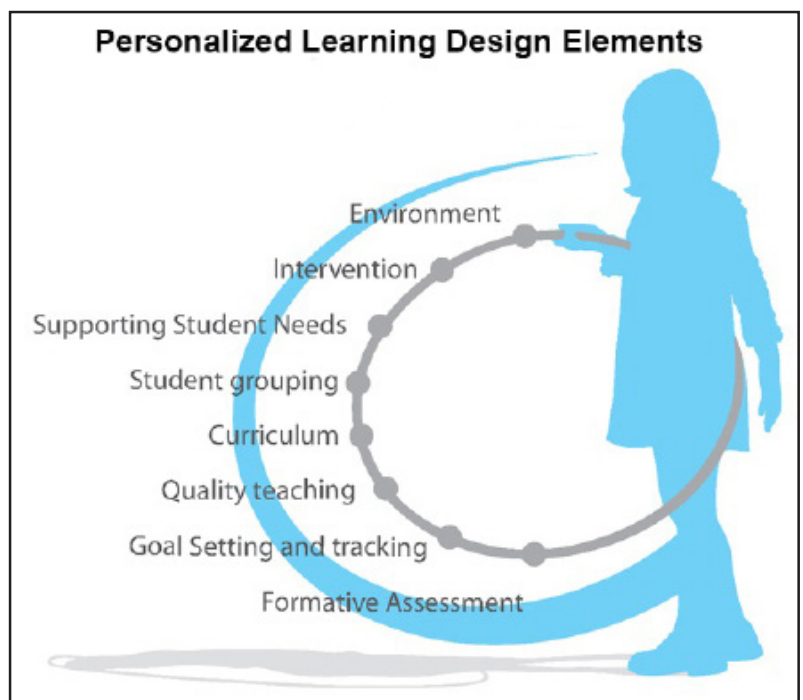 Personalized Learning Design Elements
Environment
Intervention
Supporting Student Needs
Student grouping
Curriculum
Quality teaching
Goal Setting and tracking
Formative Assessment